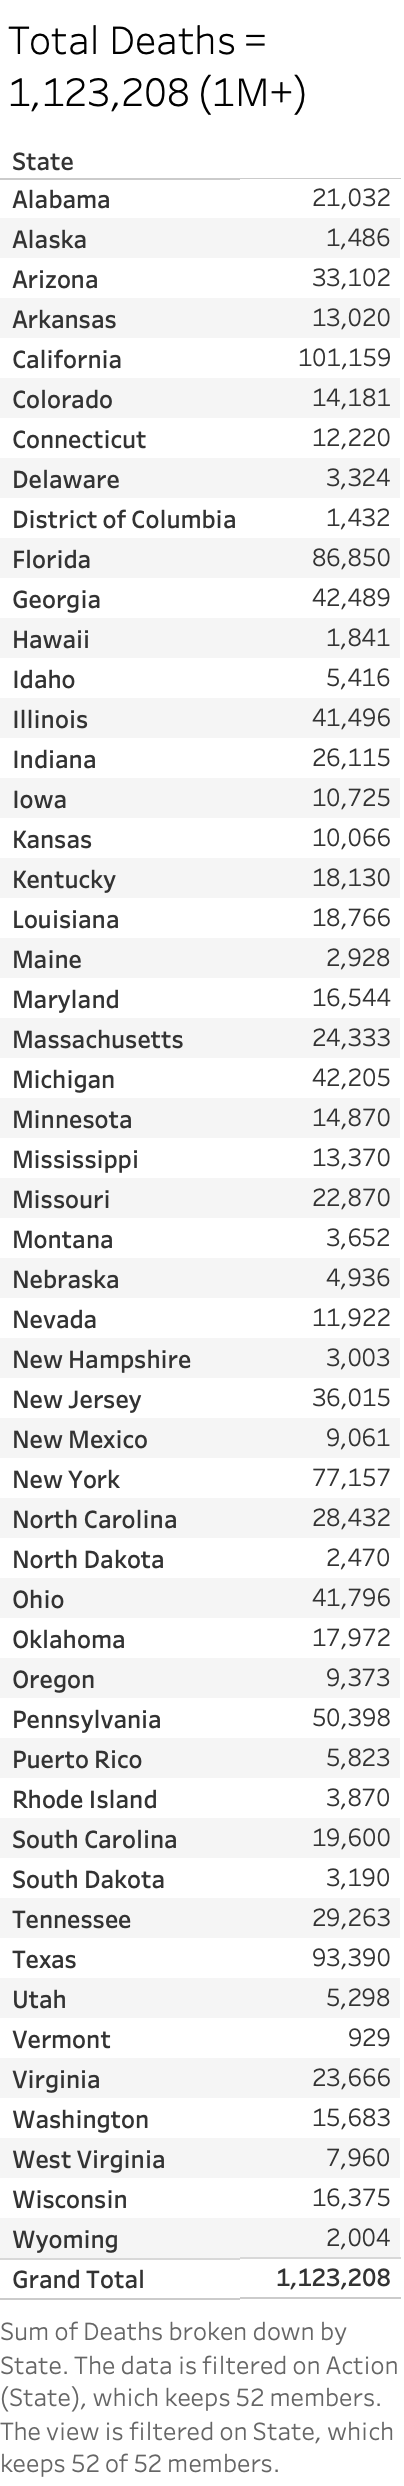 Total Deaths =
1,123,208 (1M+)
State
Alabama 21,032
Alaska 1,486
Arizona 33,102
Arkansas 13,020
California 101,159
Colorado 14,181
Connecticut 12,220
Delaware 3,324
District of Columbia 1,432
Florida 86,850
Georgia 42,489
Hawaii 1,841
Idaho 5,416
Illinois 41,496
Indiana 26,115
Iowa 10,725
Kansas 10,066
Kentucky 18,130
Louisiana 18,766
Maine 2,928
Maryland 16,544
Massachusetts 24,333
Michigan 42,205
Minnesota 14,870
Mississippi 13,370
Missouri 22,870
Montana 3,652
Nebraska 4,936
Nevada 11,922
New Hampshire 3,003
New Jersey 36,015
New Mexico 9,061
New York 77,157
North Carolina 28,432
North Dakota 2,470
Ohio 41,796
Oklahoma 17,972
Oregon 9,373
Pennsylvania 50,398
Puerto Rico 5,823
Rhode Island 3,870
South Carolina 19,600
South Dakota 3,190
Tennessee 29,263
Texas 93,390
Utah 5,298
Vermont 929
Virginia 23,666
Washington 15,683
West Virginia 7,960
Wisconsin 16,375
Wyoming 2,004
Grand Total 1,123,208
Sum of Deaths broken down by
State. The data is filtered on Action
(State), which keeps 52 members.
The view is filtered on State, which
keeps 52 of 52 members.